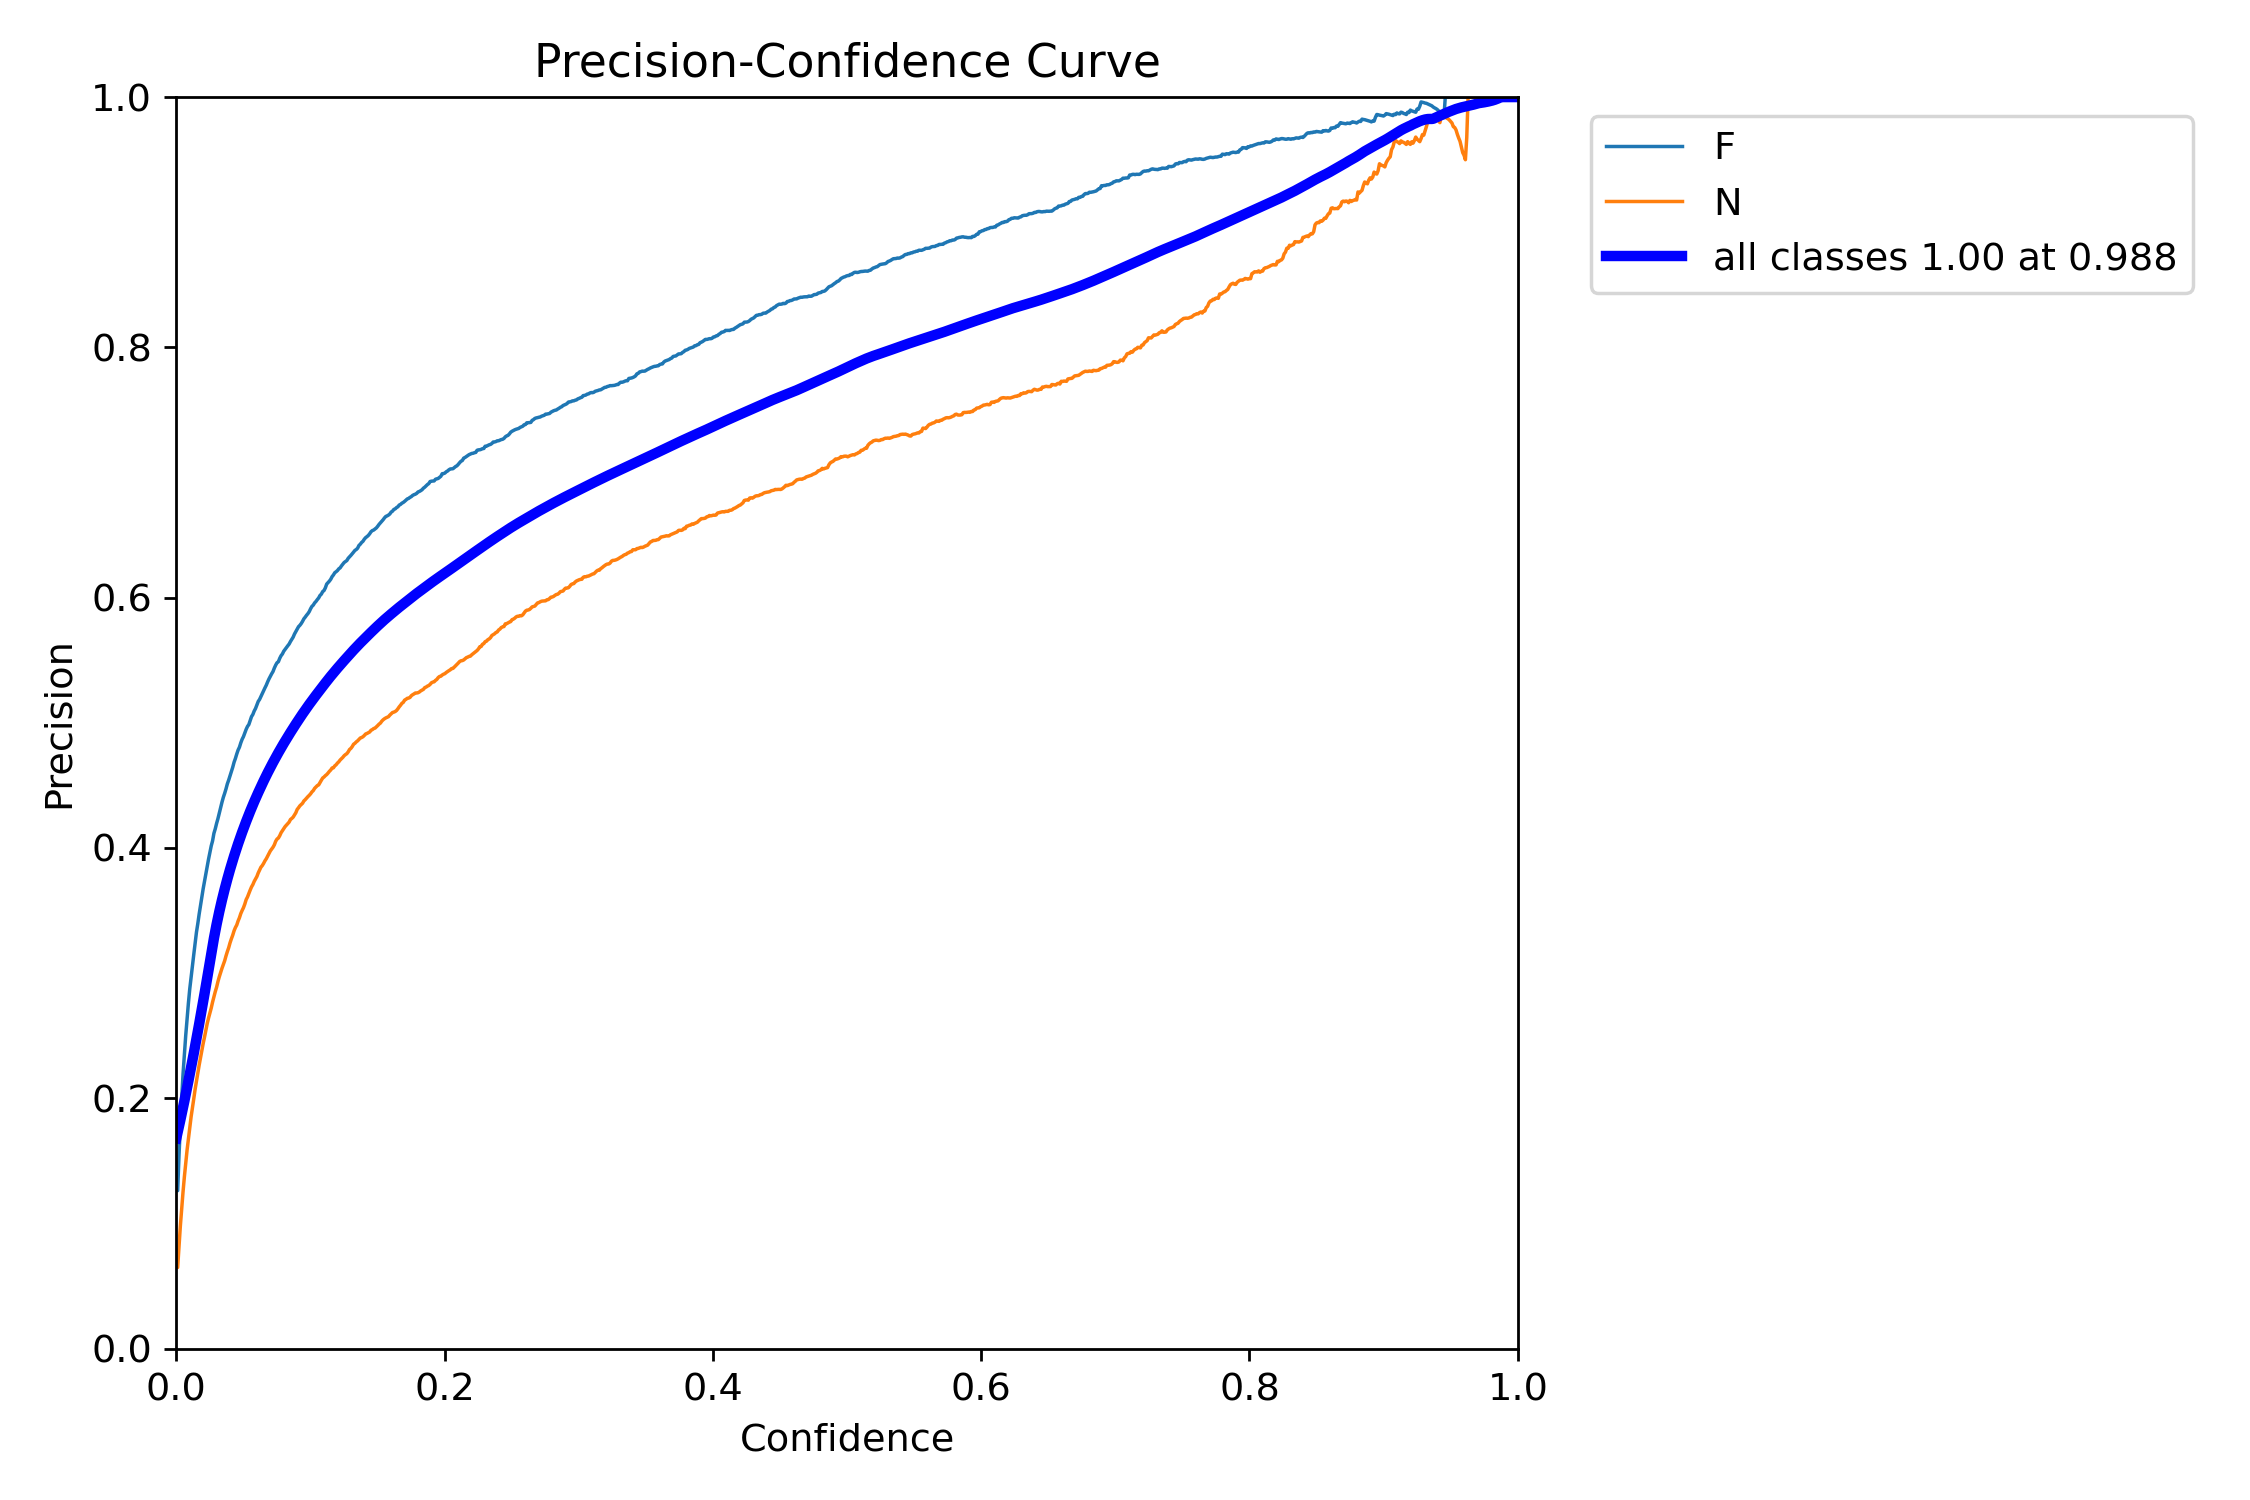 Precision-Confidence Curve
1.0
0.8
0.6
0.4
0.2
0.0
Precision
0.0 0.2 0.4 0.6 0.8 1.0
Confidence
F
N
all classes 1.00 at 0.988